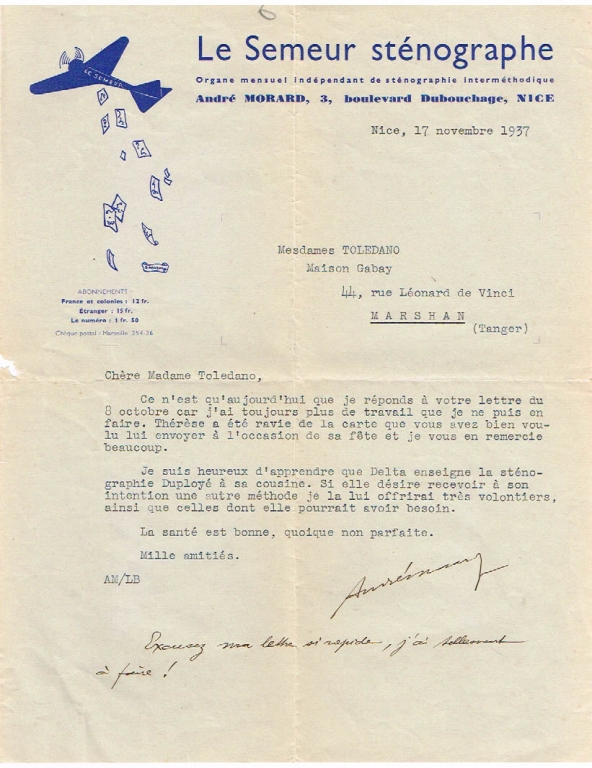 Le Semeur sténographe
Organe mensuel indépendant de sténographie interméthodique
André MORARD, 3, boulevard Dubouchage, NICE
LE SEMEUR
Nice, 17 novembre 1937
Mesdames TOLEDANO
Maison Gabay
44, rue Léonard de Vinci
MARSHAN
(Tanger)
ABONNEMENTS
France et colonies : 12 fr.
Étranger : 15 fr.
Le numéro : 1 fr. 50
Chèque postal : Marseille 254-26
Chère Madame Toledano,
Ce n'est qu'aujourd'hui que je réponds à votre lettre du
8 octobre car j'ai toujours plus de travail que je ne puis en
faire. Thérèse a été ravie de la carte que vous avez bien vou-
lu lui envoyer à l'occasion de sa fête et je vous en remercie
beaucoup.
Je suis heureux d'apprendre que Delta enseigne la sténo-
graphie Duployé à sa cousine. Si elle désire recevoir à son
intention une autre méthode je la lui offrirai très volontiers,
ainsi que celles dont elle pourrait avoir besoin.
La santé est bonne, quoique non parfaite.
Mille amitiés.
AM/LB
Excusez ma lettre si rapide, j'ai tellement
à faire !